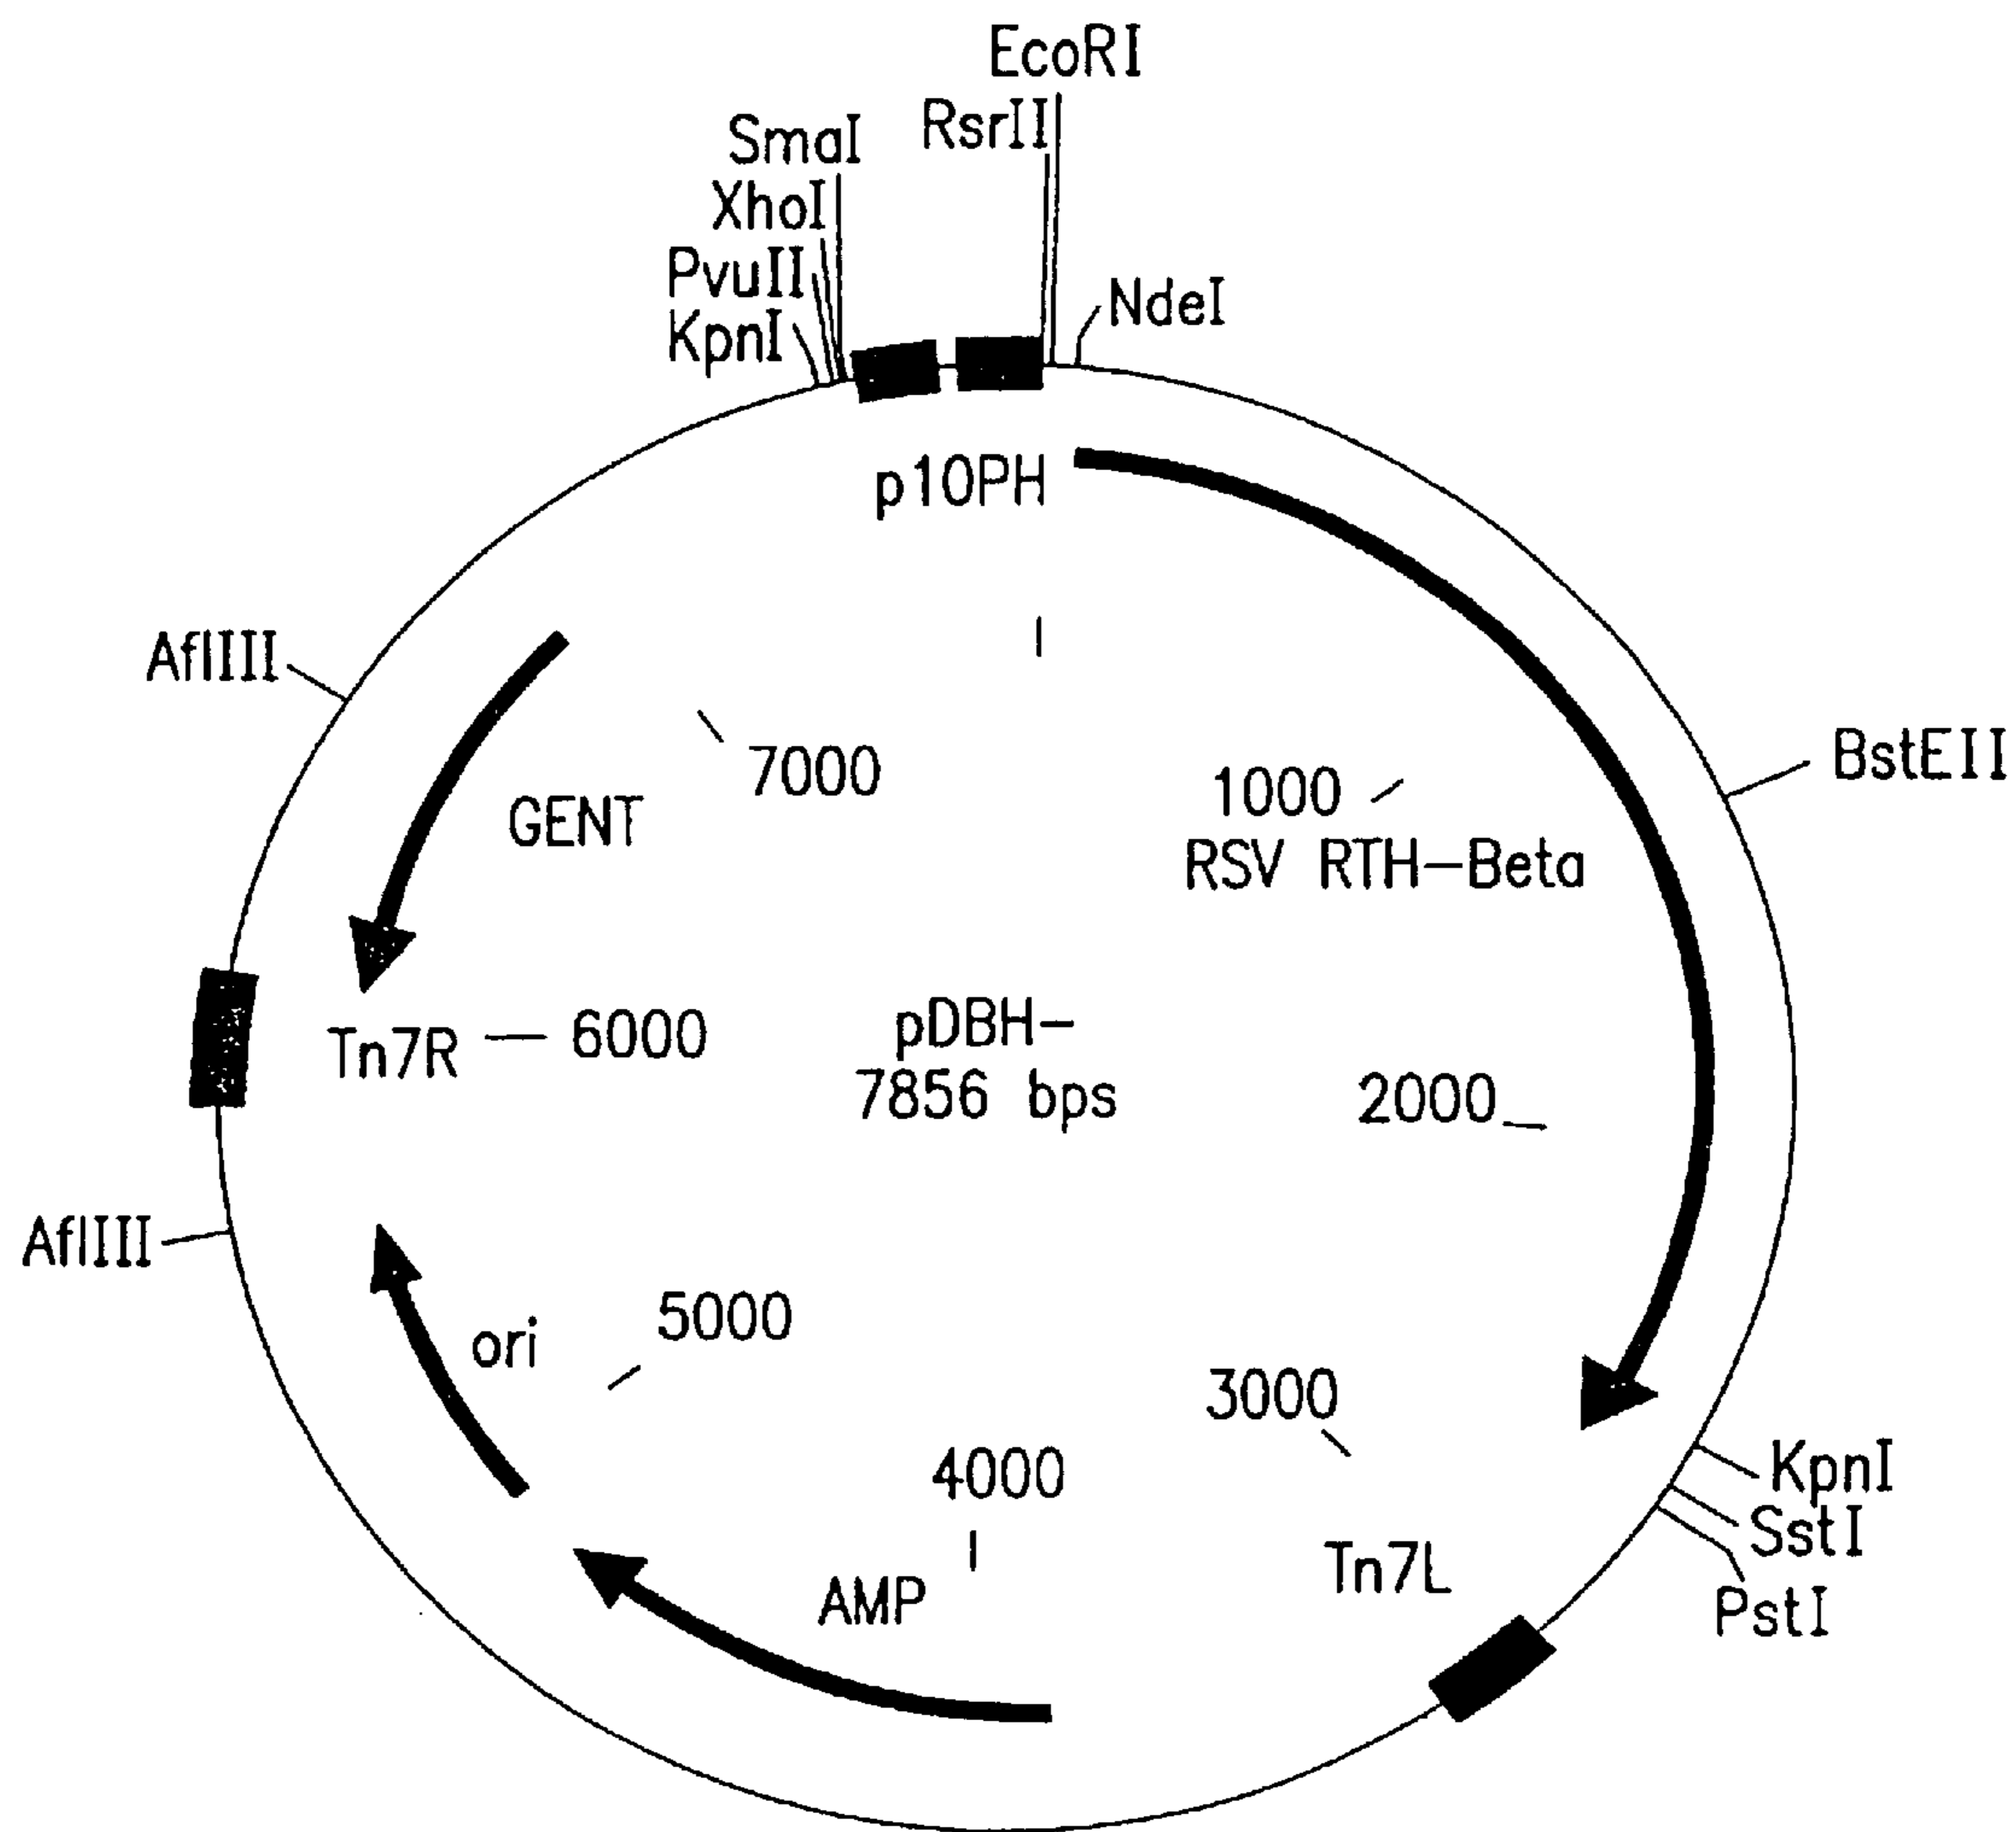 EcoRI
RsrII
SmaI
XhoI
PvuII
KpnI
NdeI
p10PH
AflIII
BstEII
7000
1000
GENT
RSV RTH-Beta
Tn7R
6000
pDBH-
7856 bps
2000
AflIII
5000
ori
3000
4000
KpnI
SstI
Tn7L
AMP
PstI